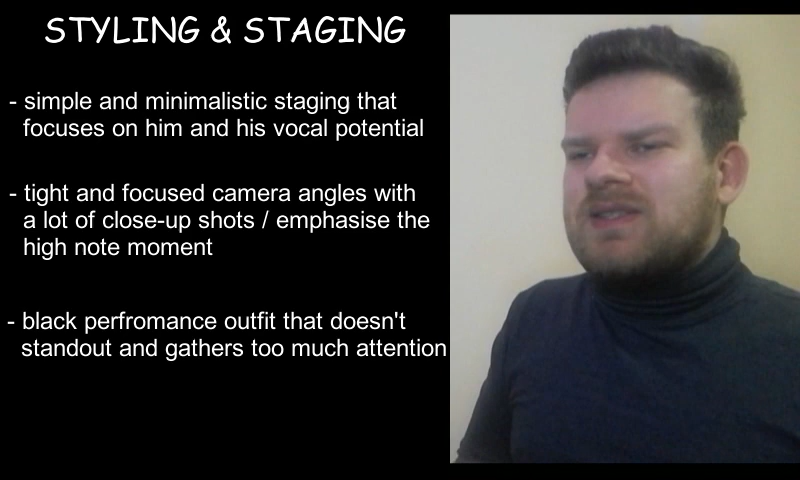 STYLING & STAGING
- simple and minimalistic staging that
focuses on him and his vocal potential
- tight and focused camera angles with
a lot of close-up shots / emphasise the
high note moment
- black perfromance outfit that doesn't
standout and gathers too much attention